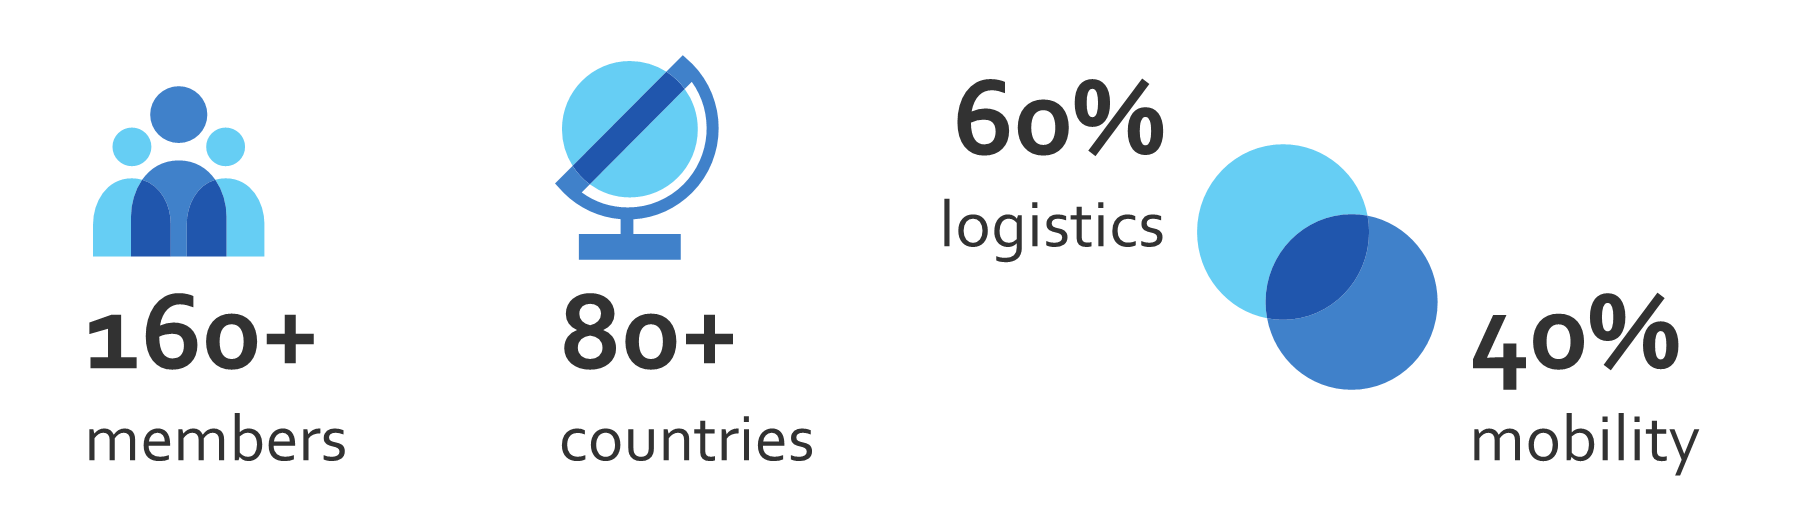 160+
members
80+
countries
60%
logistics
40%
mobility